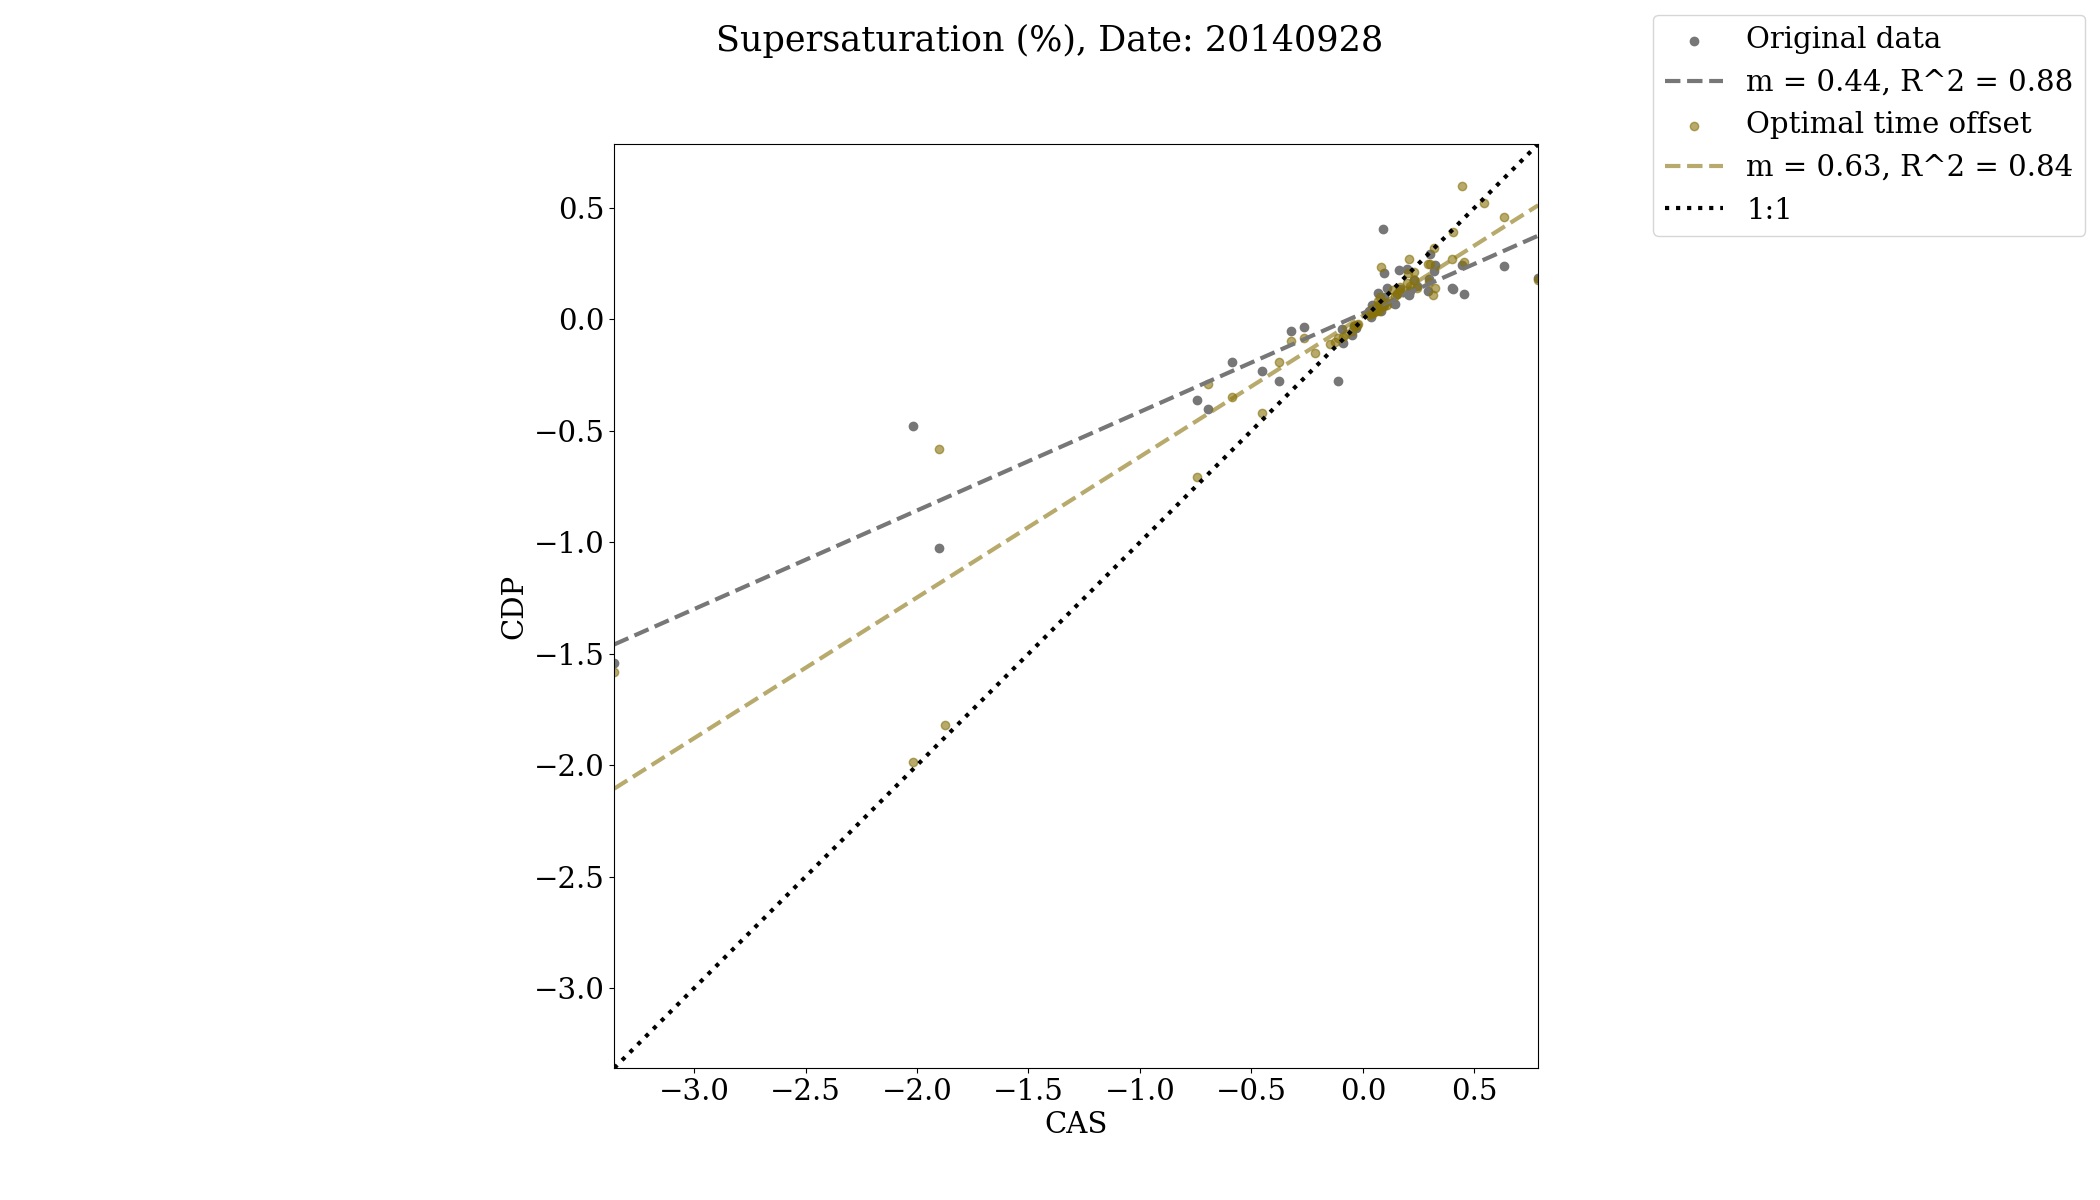 Supersaturation (%), Date: 20140928
Original data
m = 0.44, R^2 = 0.88
Optimal time offset
m = 0.63, R^2 = 0.84
1:1
0.5
0.0
−0.5
−1.0
−1.5
−2.0
−2.5
−3.0
CDP
−3.0 −2.5 −2.0 −1.5 −1.0 −0.5 0.0 0.5
CAS